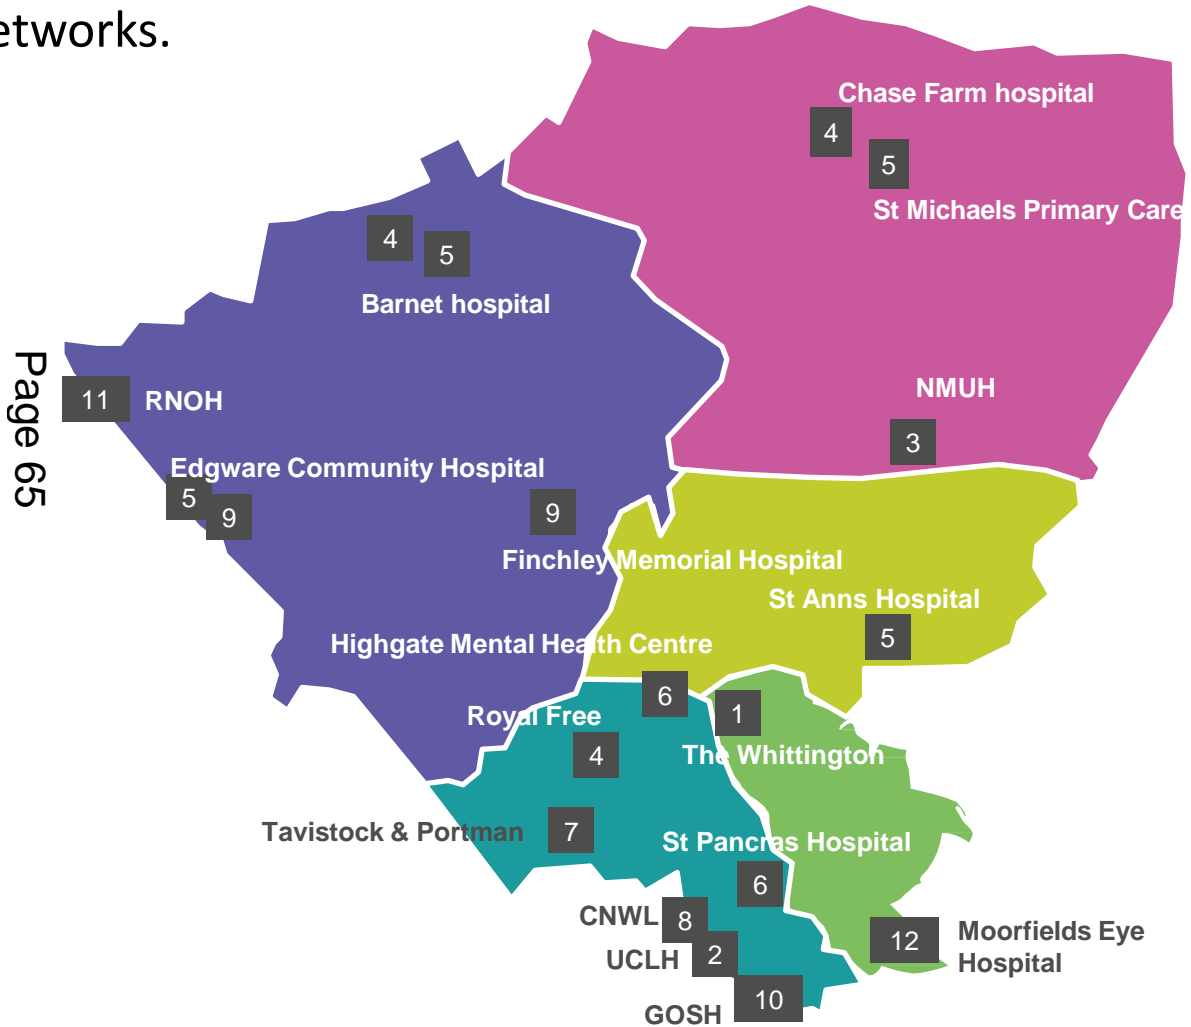 etworks.
Chase Farm hospital
4
5
St Michaels Primary Care
4
5
Barnet hospital
Page 65
11
RNOH
NMUH
3
Edgware Community Hospital
5
9
9
Finchley Memorial Hospital
St Anns Hospital
5
Highgate Mental Health Centre
6
1
Royal Free
4
The Whittington
Tavistock & Portman
7
St Pancras Hospital
6
CNWL
8
UCLH
2
12
Moorfields Eye
Hospital
GOSH
10